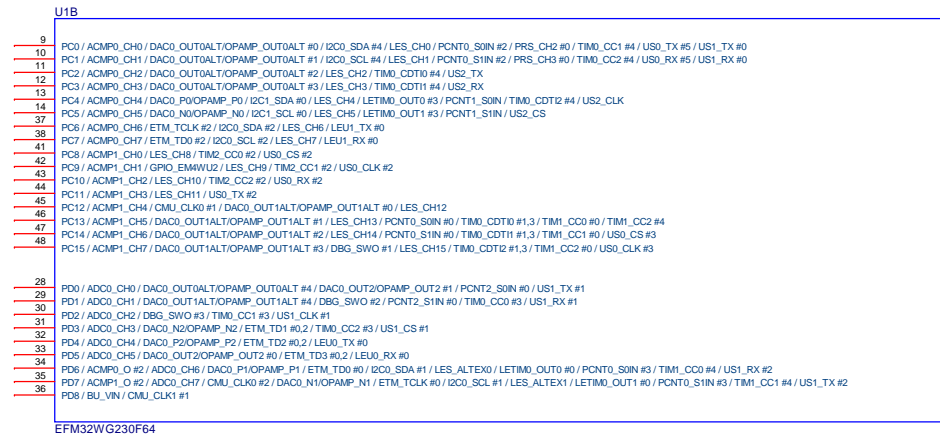 U1B
9 PC0 / ACMP0_CH0 / DAC0_OUT0ALT/OPAMP_OUT0ALT #0 / I2C0_SDA #4 / LES_CH0 / PCNT0_S0IN #2 / PRS_CH2 #0 / TIM0_CC1 #4 / US0_TX #5 / US1_TX #0
10 PC1 / ACMP0_CH1 / DAC0_OUT0ALT/OPAMP_OUT0ALT #1 / I2C0_SCL #4 / LES_CH1 / PCNT0_S1IN #2 / PRS_CH3 #0 / TIM0_CC2 #4 / US0_RX #5 / US1_RX #0
11 PC2 / ACMP0_CH2 / DAC0_OUT0ALT/OPAMP_OUT0ALT #2 / LES_CH2 / TIM0_CDTI0 #4 / US2_TX
12 PC3 / ACMP0_CH3 / DAC0_OUT0ALT/OPAMP_OUT0ALT #3 / LES_CH3 / TIM0_CDTI1 #4 / US2_RX
13 PC4 / ACMP0_CH4 / DAC0_P0/OPAMP_P0 / I2C1_SDA #0 / LES_CH4 / LETIM0_OUT0 #3 / PCNT1_S0IN / TIM0_CDTI2 #4 / US2_CLK
14 PC5 / ACMP0_CH5 / DAC0_N0/OPAMP_N0 / I2C1_SCL #0 / LES_CH5 / LETIM0_OUT1 #3 / PCNT1_S1IN / US2_CS
37 PC6 / ACMP0_CH6 / ETM_TCLK #2 / I2C0_SDA #2 / LES_CH6 / LEU1_TX #0
38 PC7 / ACMP0_CH7 / ETM_TD0 #2 / I2C0_SCL #2 / LES_CH7 / LEU1_RX #0
41 PC8 / ACMP1_CH0 / LES_CH8 / TIM2_CC0 #2 / US0_CS #2
42 PC9 / ACMP1_CH1 / GPIO_EM4WU2 / LES_CH9 / TIM2_CC1 #2 / US0_CLK #2
43 PC10 / ACMP1_CH2 / LES_CH10 / TIM2_CC2 #2 / US0_RX #2
44 PC11 / ACMP1_CH3 / LES_CH11 / US0_TX #2
45 PC12 / ACMP1_CH4 / CMU_CLK0 #1 / DAC0_OUT1ALT/OPAMP_OUT1ALT #0 / LES_CH12
46 PC13 / ACMP1_CH5 / DAC0_OUT1ALT/OPAMP_OUT1ALT #1 / LES_CH13 / PCNT0_S0IN #0 / TIM0_CDTI0 #1,3 / TIM1_CC0 #0 / TIM1_CC2 #4
47 PC14 / ACMP1_CH6 / DAC0_OUT1ALT/OPAMP_OUT1ALT #2 / LES_CH14 / PCNT0_S1IN #0 / TIM0_CDTI1 #1,3 / TIM1_CC1 #0 / US0_CS #3
48 PC15 / ACMP1_CH7 / DAC0_OUT1ALT/OPAMP_OUT1ALT #3 / DBG_SWO #1 / LES_CH15 / TIM0_CDTI2 #1,3 / TIM1_CC2 #0 / US0_CLK #3
28 PD0 / ADC0_CH0 / DAC0_OUT0ALT/OPAMP_OUT0ALT #4 / DAC0_OUT2/OPAMP_OUT2 #1 / PCNT2_S0IN #0 / US1_TX #1
29 PD1 / ADC0_CH1 / DAC0_OUT1ALT/OPAMP_OUT1ALT #4 / DBG_SWO #2 / PCNT2_S1IN #0 / TIM0_CC0 #3 / US1_RX #1
30 PD2 / ADC0_CH2 / DBG_SWO #3 / TIM0_CC1 #3 / US1_CLK #1
31 PD3 / ADC0_CH3 / DAC0_N2/OPAMP_N2 / ETM_TD1 #0,2 / TIM0_CC2 #3 / US1_CS #1
32 PD4 / ADC0_CH4 / DAC0_P2/OPAMP_P2 / ETM_TD2 #0,2 / LEU0_TX #0
33 PD5 / ADC0_CH5 / DAC0_OUT2/OPAMP_OUT2 #0 / ETM_TD3 #0,2 / LEU0_RX #0
34 PD6 / ACMP0_O #2 / ADC0_CH6 / DAC0_P1/OPAMP_P1 / ETM_TD0 #0 / I2C0_SDA #1 / LES_ALTEX0 / LETIM0_OUT0 #0 / PCNT0_S0IN #3 / TIM1_CC0 #4 / US1_RX #2
35 PD7 / ACMP1_O #2 / ADC0_CH7 / CMU_CLK0 #2 / DAC0_N1/OPAMP_N1 / ETM_TCLK #0 / I2C0_SCL #1 / LES_ALTEX1 / LETIM0_OUT1 #0 / PCNT0_S1IN #3 / TIM1_CC1 #4 / US1_TX #2
36 PD8 / BU_VIN / CMU_CLK1 #1
EFM32WG230F64